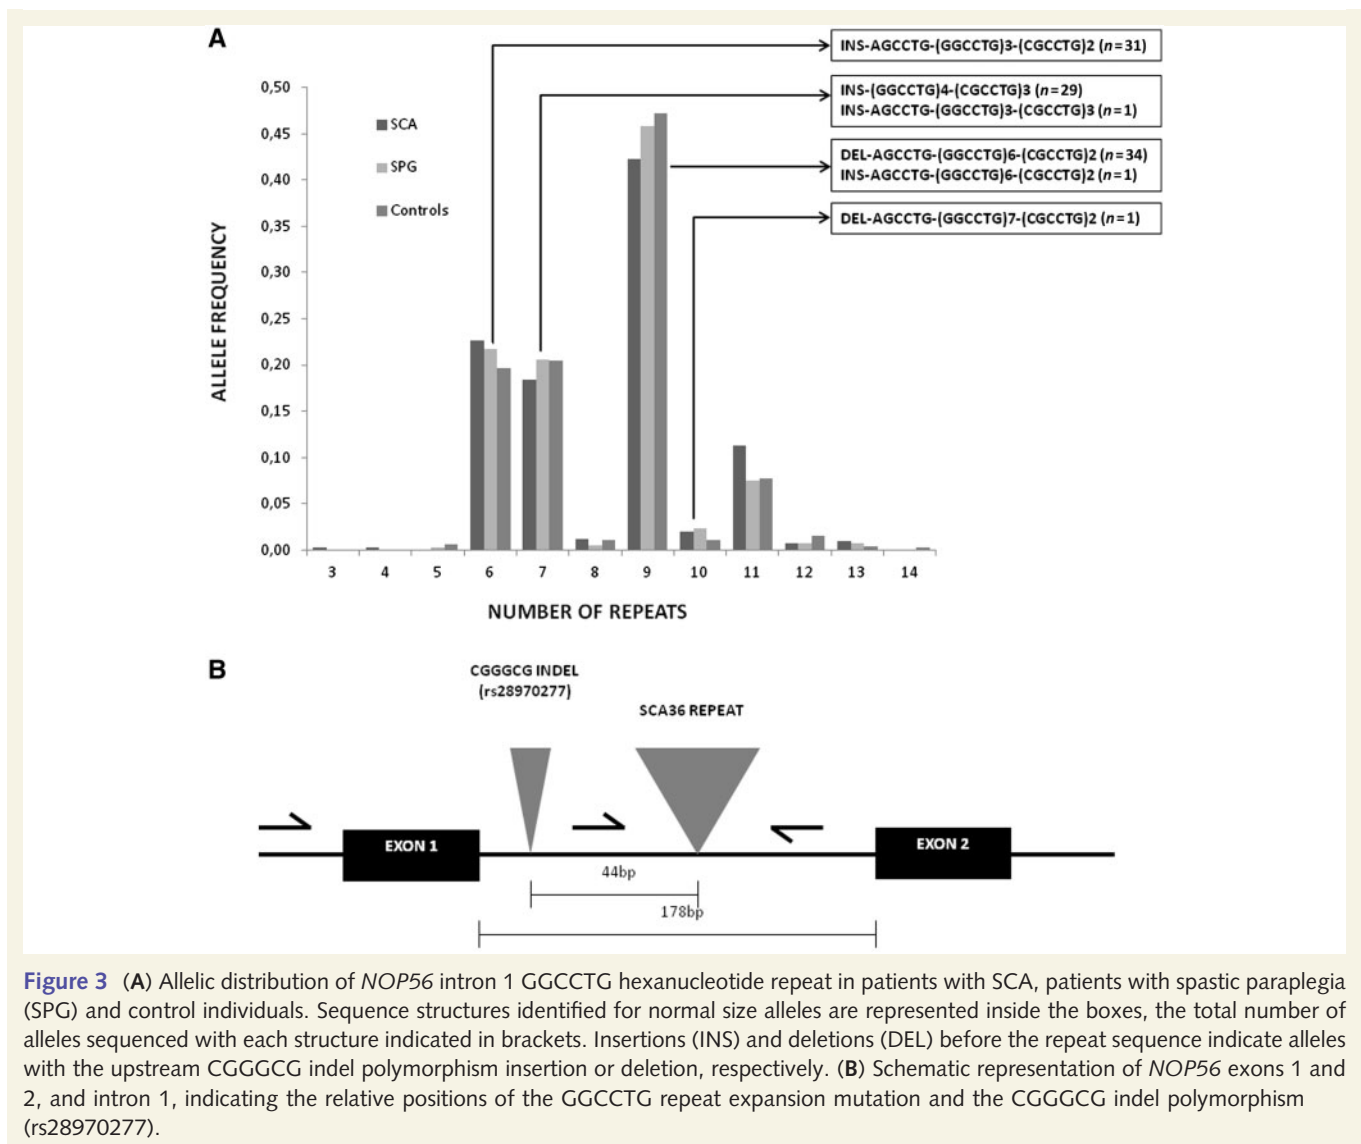 A
INS-AGCCTG-(GGCCTG)3-(CGCCTG)2 (n=31)
INS-(GGCCTG)4-(CGCCTG)3 (n=29)
INS-AGCCTG-(GGCCTG)3-(CGCCTG)3 (n=1)
DEL-AGCCTG-(GGCCTG)6-(CGCCTG)2 (n=34)
INS-AGCCTG-(GGCCTG)6-(CGCCTG)2 (n=1)
DEL-AGCCTG-(GGCCTG)7-(CGCCTG)2 (n=1)
SCA
SPG
Controls
ALLELE FREQUENCY
0,50
0,45
0,40
0,35
0,30
0,25
0,20
0,15
0,10
0,05
0,00
3 4 5 6 7 8 9 10 11 12 13 14
NUMBER OF REPEATS
B
CGGGCG INDEL
(rs28970277)
SCA36 REPEAT
EXON 1
EXON 2
44bp
178bp
Figure 3 (A) Allelic distribution of NOP56 intron 1 GGCCTG hexanucleotide repeat in patients with SCA, patients with spastic paraplegia
(SPG) and control individuals. Sequence structures identified for normal size alleles are represented inside the boxes, the total number of
alleles sequenced with each structure indicated in brackets. Insertions (INS) and deletions (DEL) before the repeat sequence indicate alleles
with the upstream CGGGCG indel polymorphism insertion or deletion, respectively. (B) Schematic representation of NOP56 exons 1 and
2, and intron 1, indicating the relative positions of the GGCCTG repeat expansion mutation and the CGGGCG indel polymorphism
(rs28970277).